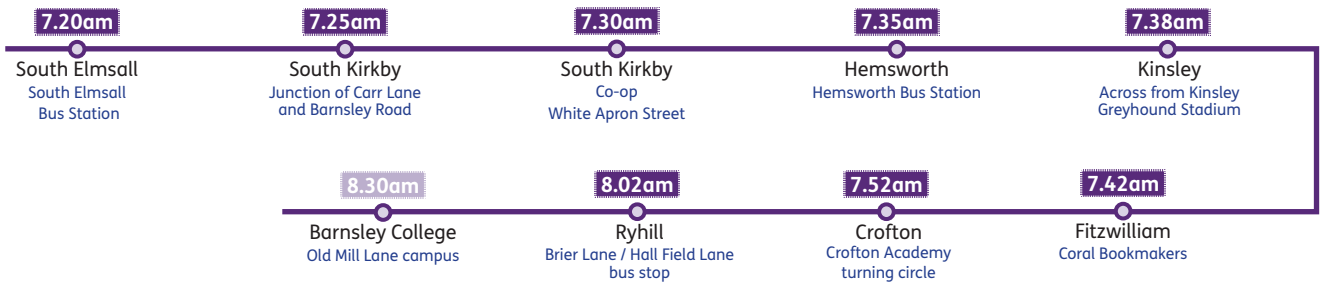 7.20am
South Elmsall
South Elmsall
Bus Station
7.25am
South Kirkby
Junction of Carr Lane
and Barnsley Road
7.30am
South Kirkby
Co-op
White Apron Street
7.35am
Hemsworth
Hemsworth Bus Station
7.38am
Kinsley
Across from Kinsley
Greyhound Stadium
7.42am
Fitzwilliam
Coral Bookmakers
7.52am
Crofton
Crofton Academy
turning circle
8.02am
Ryhill
Brier Lane / Hall Field Lane
bus stop
8.30am
Barnsley College
Old Mill Lane campus